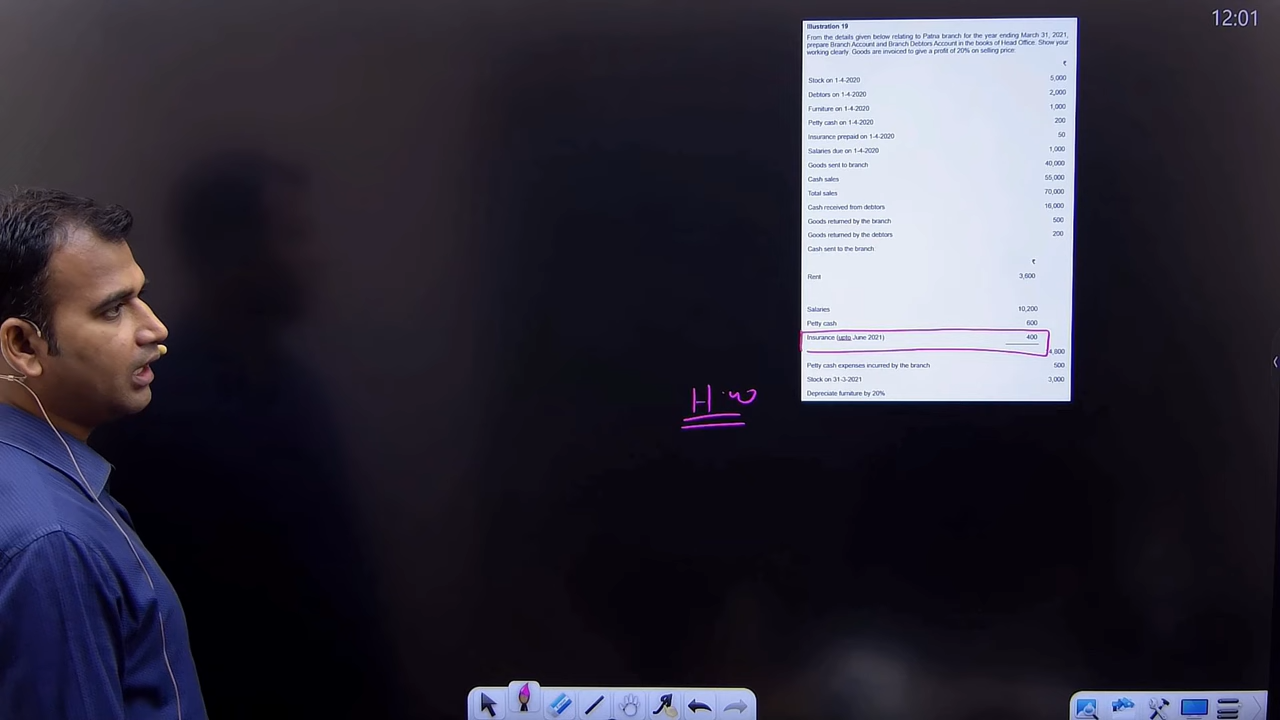 12:01
Illustration 19
From the details given below relating to Patna branch for the year ending March 31, 2021,
prepare Branch Account and Branch Debtors Account in the books of Head Office. Show your
working clearly. Goods are invoiced to give a profit of 20% on selling price:
₹
Stock on 1-4-2020 5,000
Debtors on 1-4-2020 2,000
Furniture on 1-4-2020 1,000
Petty cash on 1-4-2020 200
Insurance prepaid on 1-4-2020 50
Salaries due on 1-4-2020 1,000
Goods sent to branch 40,000
Cash sales 55,000
Total sales 70,000
Cash received from debtors 16,000
Goods returned by the branch 500
Goods returned by the debtors 200
Cash sent to the branch:
₹
Rent 3,600
Salaries 10,200
Petty cash 600
Insurance (upto June 2021) 400
4,800
Petty cash expenses incurred by the branch 500
Stock on 31-3-2021 3,000
Depreciate furniture by 20%
H.w